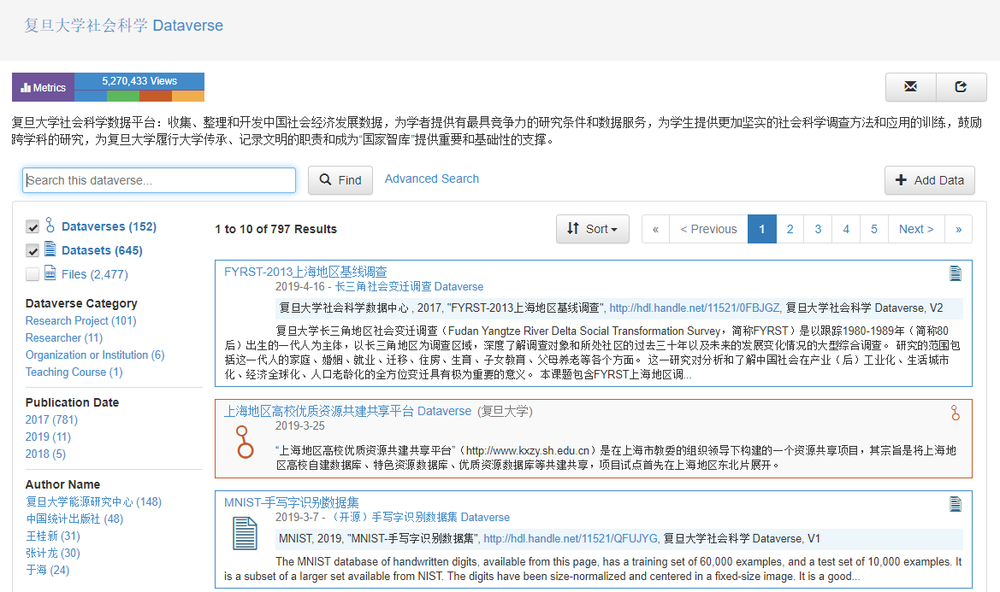 复旦大学社会科学 Dataverse
Metrics
5,270,433 Views
复旦大学社会科学数据平台：收集、整理和开发中国社会经济发展数据，为学者提供有最具竞争力的研究条件和数据服务，为学生提供更加坚实的社会科学调查方法和应用的训练，鼓励
跨学科的研究，为复旦大学履行大学传承、记录文明的职责和成为“国家智库”提供重要和基础性的支撑。
Search this dataverse...
Find
Advanced Search
Add Data
Dataverses (152)
Datasets (645)
Files (2,477)
Dataverse Category
Research Project (101)
Researcher (11)
Organization or Institution (6)
Teaching Course (1)
Publication Date
2017 (781)
2019 (11)
2018 (5)
Author Name
复旦大学能源研究中心 (148)
中国统计出版社 (48)
王桂新 (31)
张计龙 (30)
于海 (24)
1 to 10 of 797 Results
Sort
« < Previous 1 2 3 4 5 Next > »
FYRST-2013上海地区基线调查
2019-4-16 - 长三角社会变迁调查 Dataverse
复旦大学社会科学数据中心 , 2017, "FYRST-2013上海地区基线调查", http://hdl.handle.net/11521/0FBJGZ, 复旦大学社会科学 Dataverse, V2
复旦大学长三角地区社会变迁调查（Fudan Yangtze River Delta Social Transformation Survey，简称FYRST）是以跟踪1980-1989年（简称80
后）出生的一代人为主体，以长三角地区为调查区域，深度了解调查对象和所处社区的过去三十年以及未来的发展变化情况的大型综合调查。 研究的范围包
括这一代人的家庭、婚姻、就业、迁移、住房、生育、子女教育、父母养老等各个方面。 这一研究对分析和了解中国社会在产业（后）工业化、生活城市
化、经济全球化、人口老龄化的全方位变迁具有极为重要的意义。 本课题包含FYRST上海地区调...
上海地区高校优质资源共建共享平台 Dataverse (复旦大学)
2019-3-25
“上海地区高校优质资源共建共享平台”（http://www.kxzy.sh.edu.cn）是在上海市教委的组织领导下构建的一个资源共享项目，其宗旨是将上海地
区高校自建数据库、特色资源数据库、优质资源数据库等共建共享，项目试点首先在上海地区东北片展开。
MNIST-手写字识别数据集
2019-3-7 - （开源）手写字识别数据集 Dataverse
MNIST, 2019, "MNIST-手写字识别数据集", http://hdl.handle.net/11521/QFUJYG, 复旦大学社会科学 Dataverse, V1
The MNIST database of handwritten digits, available from this page, has a training set of 60,000 examples, and a test set of 10,000 examples. It
is a subset of a larger set available from NIST. The digits have been size-normalized and centered in a fixed-size image. It is a good...